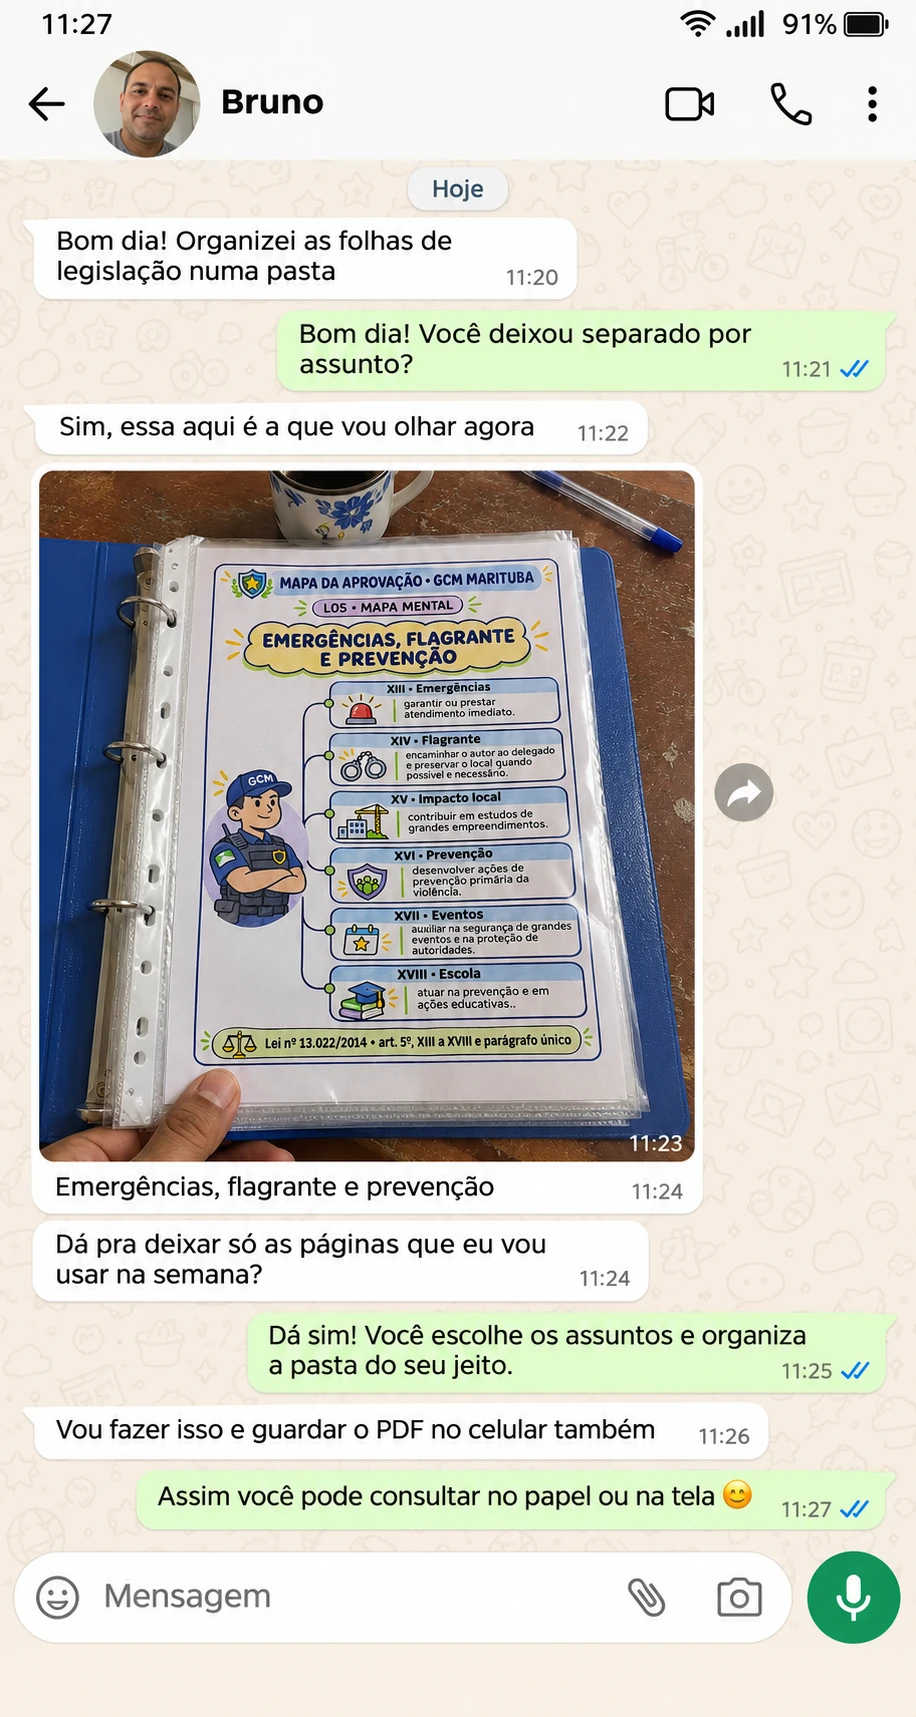 11:27
91%
Bruno
Hoje
Bom dia! Organizei as folhas de
legislação numa pasta
11:20
Bom dia! Você deixou separado por
assunto?
11:21
Sim, essa aqui é a que vou olhar agora
11:22
MAPA DA APROVAÇÃO • GCM MARITUBA
L05 • MAPA MENTAL
EMERGÊNCIAS, FLAGRANTE
E PREVENÇÃO
XIII • Emergências
garantir ou prestar
atendimento imediato.
XIV • Flagrante
encaminhar o autor ao delegado
e preservar o local quando
possível e necessário.
XV • Impacto local
contribuir em estudos de
grandes empreendimentos.
XVI • Prevenção
desenvolver ações de
prevenção primária da
violência.
XVII • Eventos
auxiliar na segurança de grandes
eventos e na proteção de
autoridades.
XVIII • Escola
atuar na prevenção e em
ações educativas..
GCM
Lei nº 13.022/2014 • art. 5º, XIII a XVIII e parágrafo único
11:23
Emergências, flagrante e prevenção
11:24
Dá pra deixar só as páginas que eu vou
usar na semana?
11:24
Dá sim! Você escolhe os assuntos e organiza
a pasta do seu jeito.
11:25
Vou fazer isso e guardar o PDF no celular também
11:26
Assim você pode consultar no papel ou na tela 😊
11:27
Mensagem